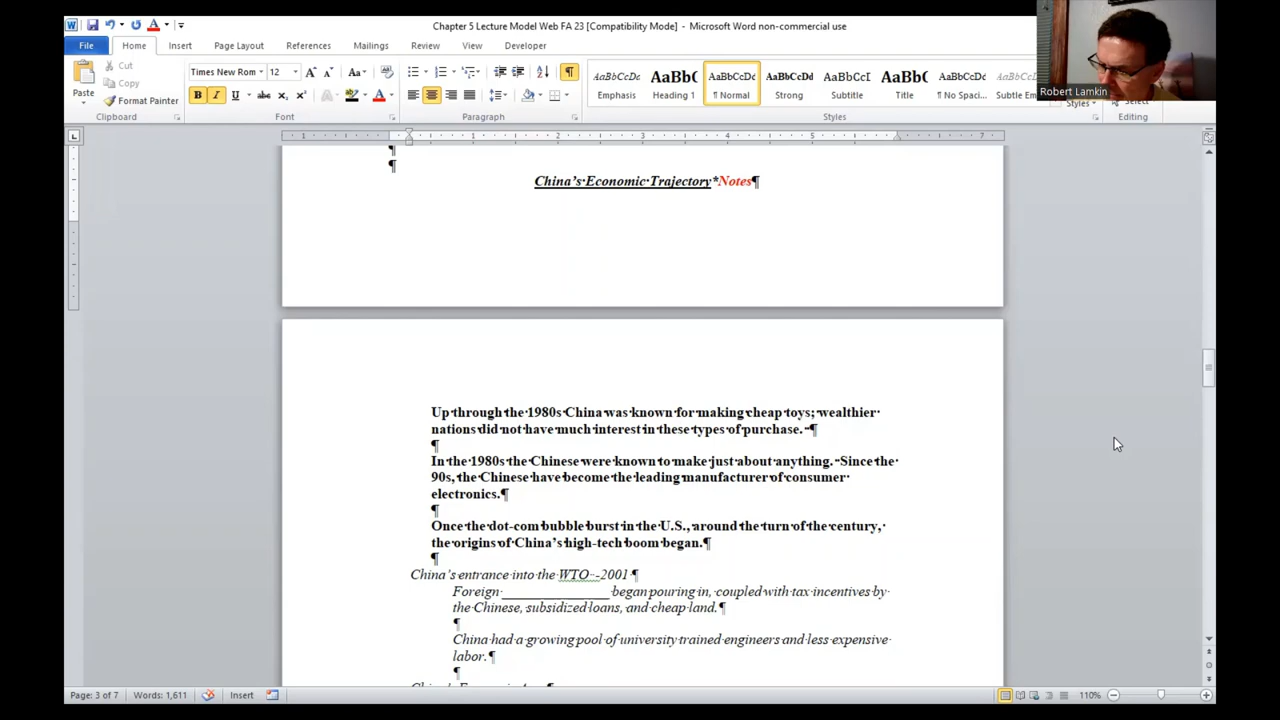 Chapter 5 Lecture Model Web FA 23 [Compatibility Mode] - Microsoft Word non-commercial use
File Home Insert Page Layout References Mailings Review View Developer
Cut
Copy
Paste
Format Painter
Clipboard
Times New Rom 12
Font
Paragraph
AaBbCcDc AaBbC AaBbCcDc AaBbCcDc AaBbCcDc AaBbC AaBbCcDc
Emphasis Heading 1 ¶ Normal Strong Subtitle Title ¶ No Spaci... Subtle Em...
Styles
Styles
Select
Editing
Robert Lamkin
China's Economic Trajectory *Notes¶
Up through the 1980s China was known for making cheap toys; wealthier
nations did not have much interest in these types of purchase. ¶
In the 1980s the Chinese were known to make just about anything. Since the
90s, the Chinese have become the leading manufacturer of consumer
electronics.¶
Once the dot-com bubble burst in the U.S., around the turn of the century,
the origins of China's high-tech boom began.¶
China's entrance into the WTO -2001 ¶
Foreign _______________ began pouring in, coupled with tax incentives by
the Chinese, subsidized loans, and cheap land.¶
China had a growing pool of university trained engineers and less expensive
labor.¶
Page: 3 of 7 Words: 1,611 Insert 110%